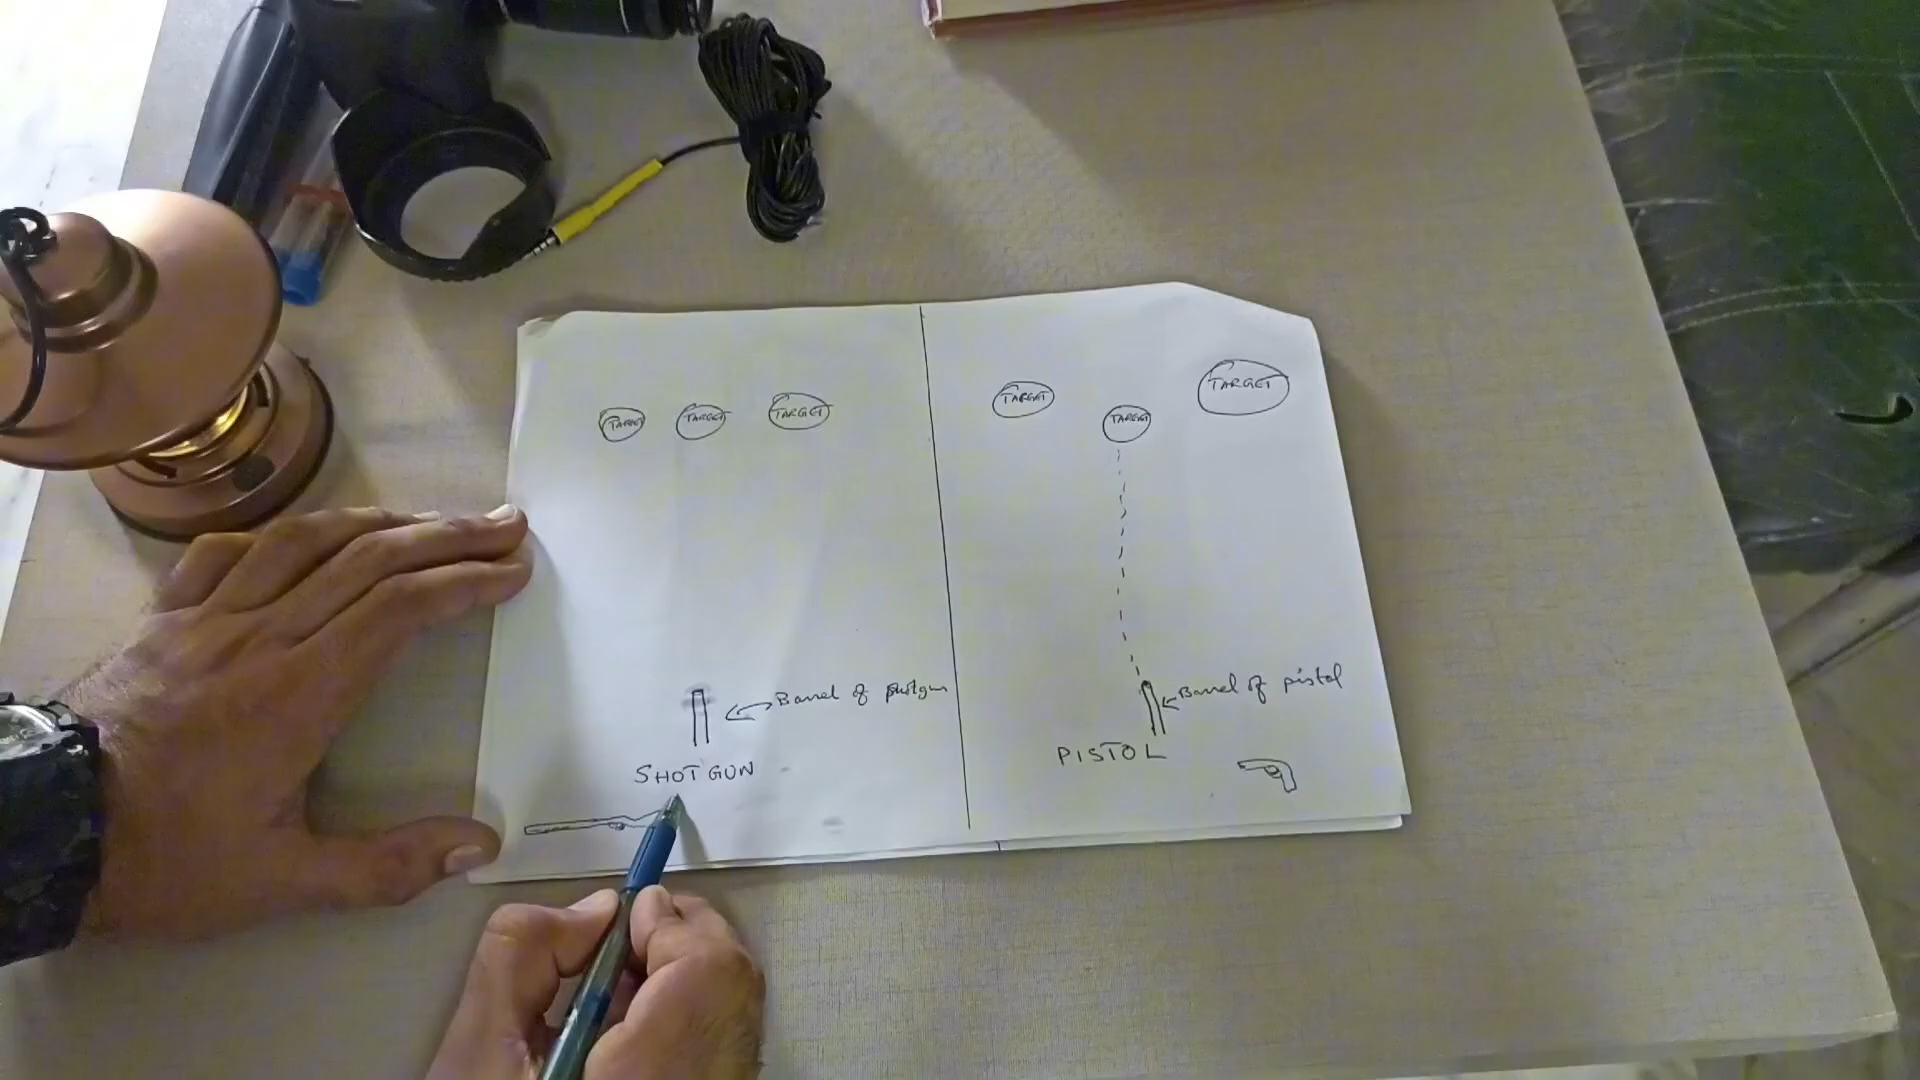 TARGET TARGET TARGET
Barrel of shotgun
SHOTGUN
TARGET TARGET TARGET
Barrel of pistol
PISTOL